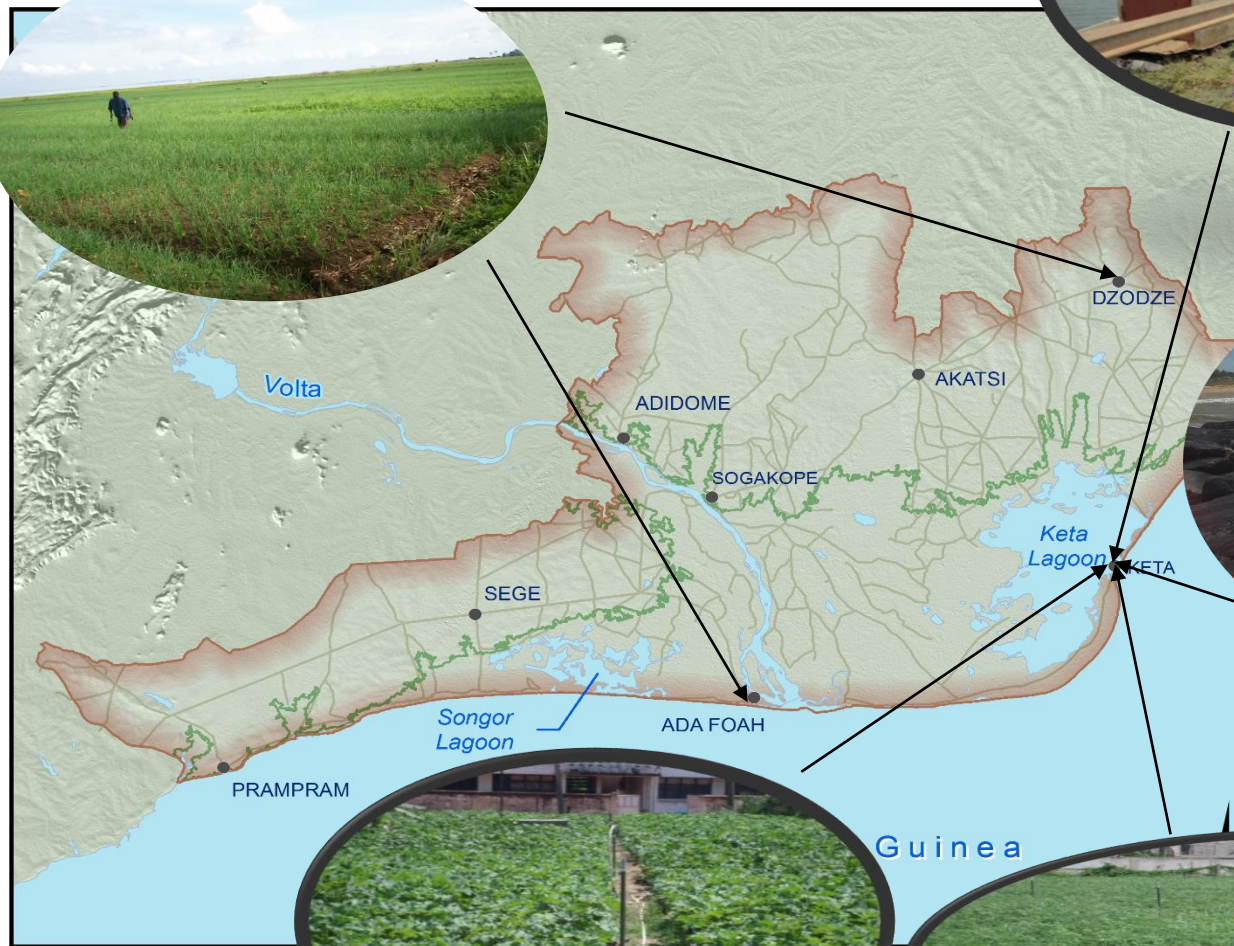 DZODZE
AKATSI
Volta
ADIDOME
SOGAKOPE
Keta
Lagoon
KETA
SEGE
Songor
Lagoon
ADA FOAH
PRAMPRAM
Guinea